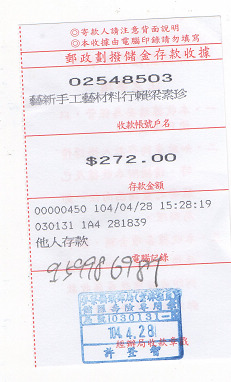 ◎寄款人請注意背面說明
◎本收據由電腦印錄請勿填寫
郵政劃撥儲金存款收據
02548503
藝新手工藝材料行賴梁素珍
收款帳號戶名
$272.00
存款金額
00000450 104/04/28 15:28:19
030131 1A4 281839
他人存款
電腦紀錄
104.4.28
經辦局收款章戳